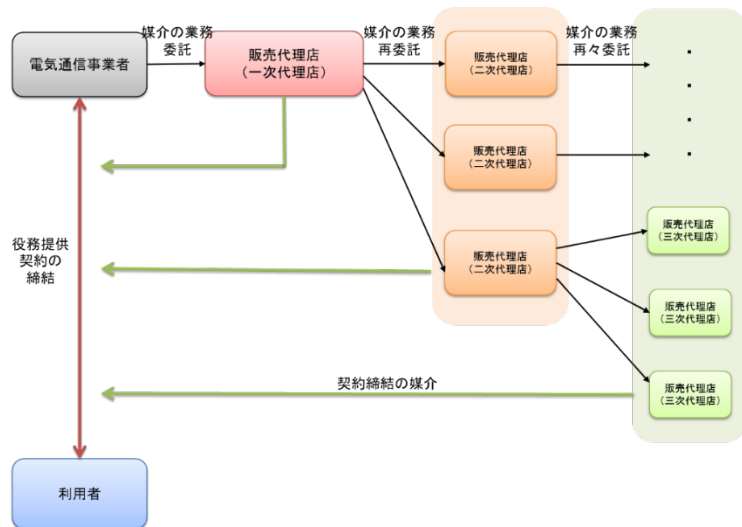 媒介の業務
委託
媒介の業務
再委託
媒介の業務
再々委託
電気通信事業者
販売代理店
（一次代理店）
販売代理店
（二次代理店）
販売代理店
（二次代理店）
販売代理店
（二次代理店）
販売代理店
（三次代理店）
販売代理店
（三次代理店）
販売代理店
（三次代理店）
役務提供
契約の
締結
契約締結の媒介
利用者